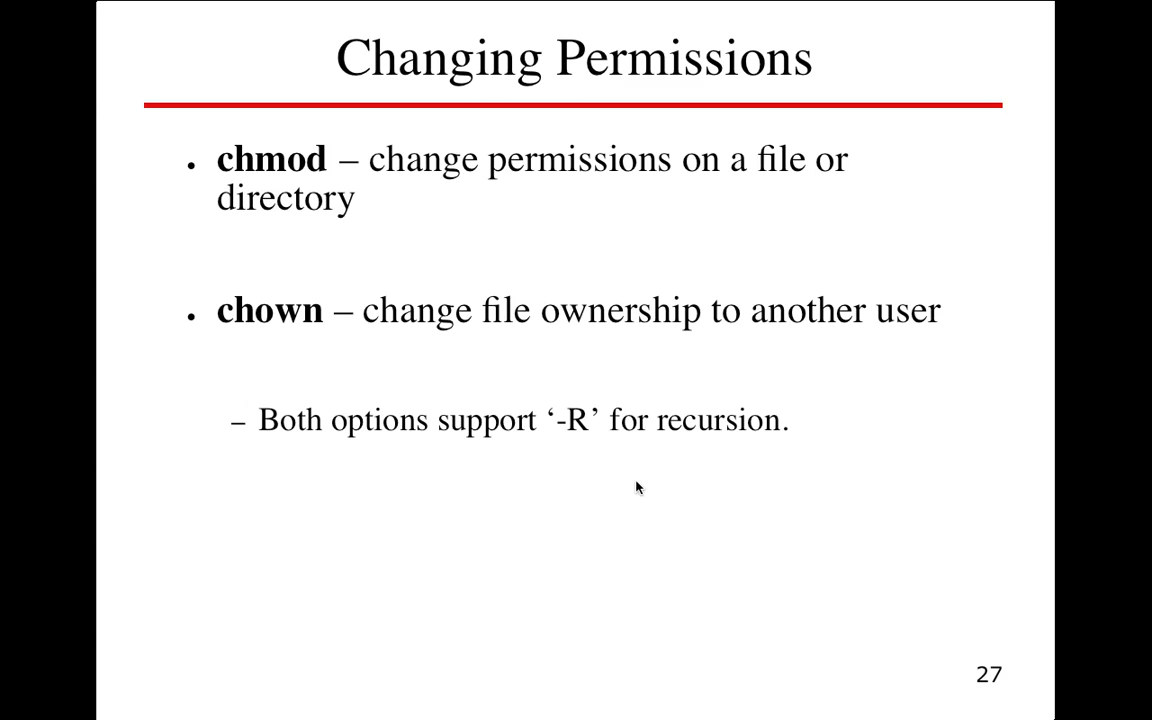 Changing Permissions
• chmod – change permissions on a file or
directory
• chown – change file ownership to another user
– Both options support ‘-R’ for recursion.
27